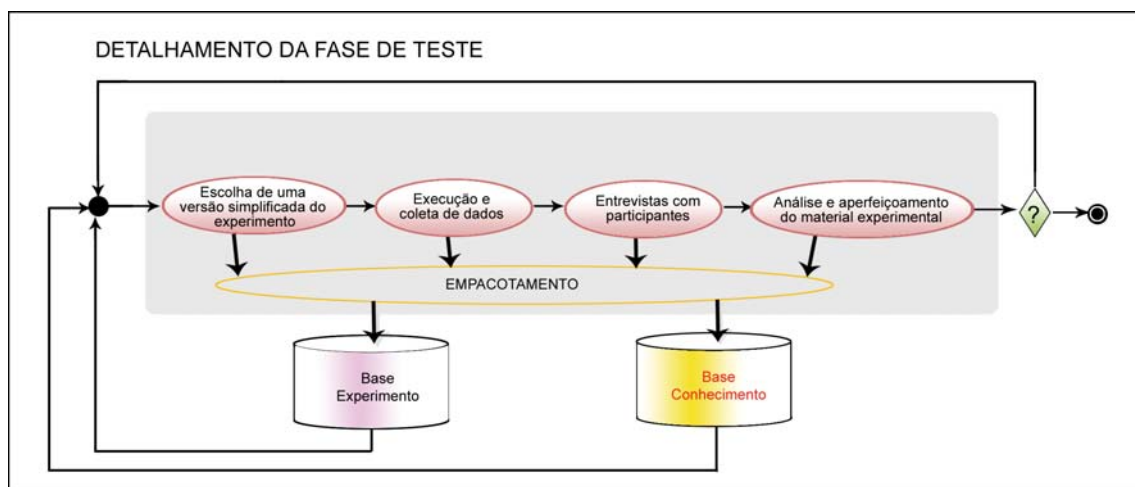 DETALHAMENTO DA FASE DE TESTE
Escolha de uma
versão simplificada do
experimento
Execução e
coleta de dados
Entrevistas com
participantes
Análise e aperfeiçoamento
do material experimental
?
EMPACOTAMENTO
Base
Experimento
Base
Conhecimento